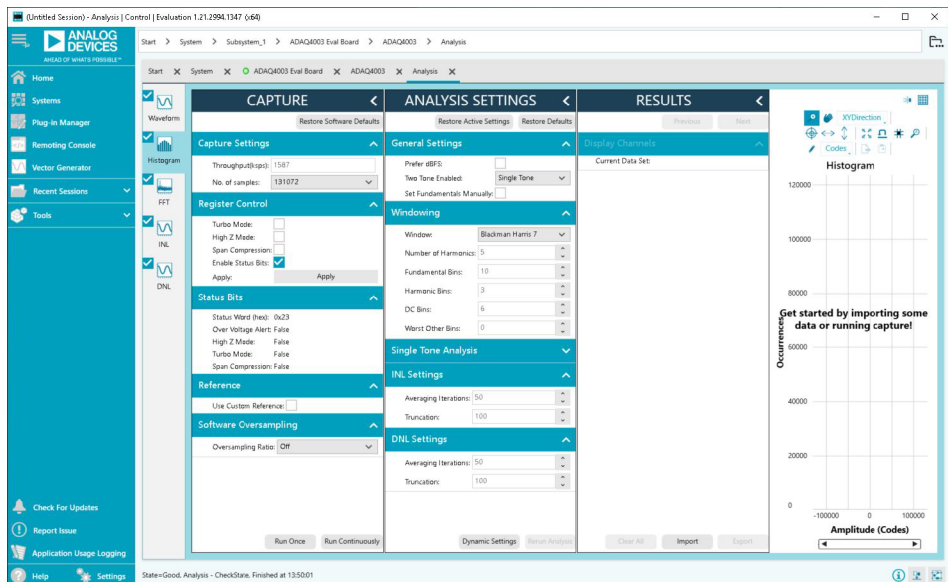 (Untitled Session) - Analysis | Control | Evaluation 1.21.2994.1347 (x64)
ANALOG DEVICES
AHEAD OF WHAT'S POSSIBLE™
Start > System > Subsystem_1 > ADAQ4003 Eval Board > ADAQ4003 > Analysis
Start System ADAQ4003 Eval Board ADAQ4003 Analysis
Home
Systems
Plug-in Manager
Remoting Console
Vector Generator
Recent Sessions
Tools
Check For Updates
Report Issue
Application Usage Logging
Help Settings
Waveform
Histogram
FFT
INL
DNL
CAPTURE
Restore Software Defaults
Capture Settings
Throughput(ksps): 1587
No. of samples: 131072
Register Control
Turbo Mode:
High Z Mode:
Span Compression:
Enable Status Bits:
Apply: Apply
Status Bits
Status Word (hex): 0x23
Over Voltage Alert: False
High Z Mode: False
Turbo Mode: False
Span Compression: False
Reference
Use Custom Reference:
Software Oversampling
Oversampling Ratio: Off
Run Once Run Continuously
ANALYSIS SETTINGS
Restore Active Settings Restore Defaults
General Settings
Prefer dBFS:
Two Tone Enabled: Single Tone
Set Fundamentals Manually:
Windowing
Window: Blackman Harris 7
Number of Harmonics: 5
Fundamental Bins: 10
Harmonic Bins: 3
DC Bins: 6
Worst Other Bins: 0
Single Tone Analysis
INL Settings
Averaging Iterations: 50
Truncation: 100
DNL Settings
Averaging Iterations: 50
Truncation: 100
Dynamic Settings Rerun Analysis
RESULTS
Previous Next
Display Channels
Current Data Set:
Clear All Import Export
XYDirection
Codes
Histogram
120000
100000
80000
Get started by importing some
data or running capture!
Occurrences
60000
40000
20000
0
-100000 0 100000
Amplitude (Codes)
State=Good. Analysis - CheckState. Finished at 13:50:01